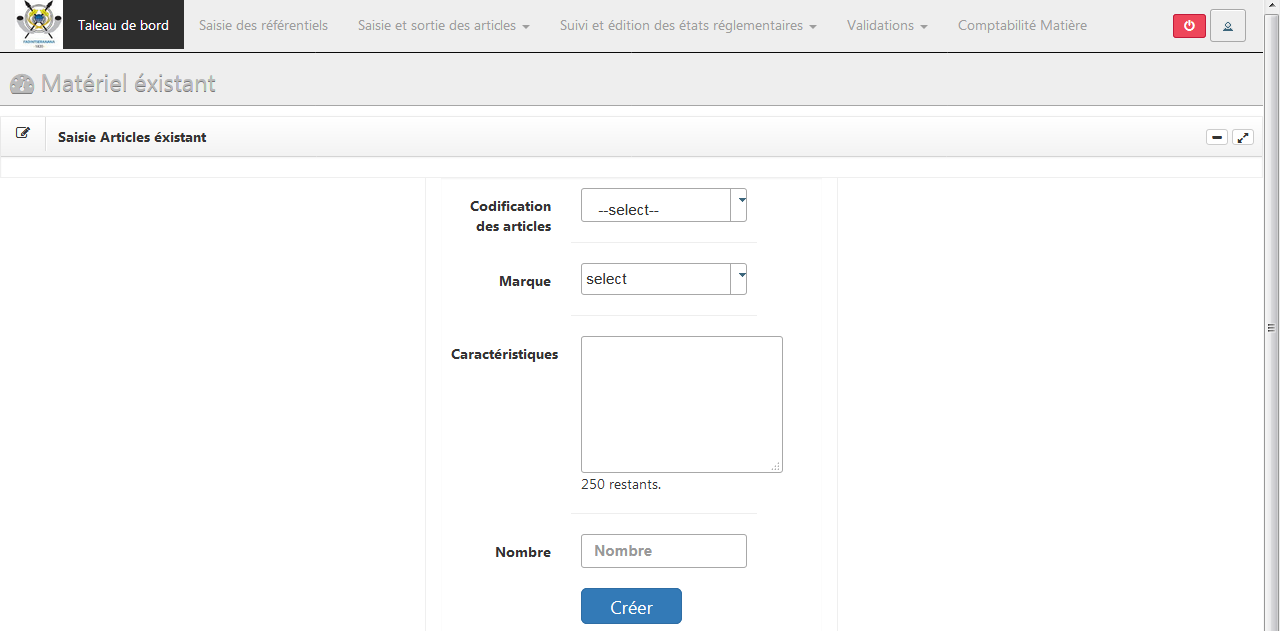 Taleau de bord
Saisie des référentiels
Saisie et sortie des articles
Suivi et édition des états réglementaires
Validations
Comptabilité Matière
Matériel éxistant
Saisie Articles éxistant
Codification
des articles
--select--
Marque
select
Caractéristiques
250 restants.
Nombre
Nombre
Créer